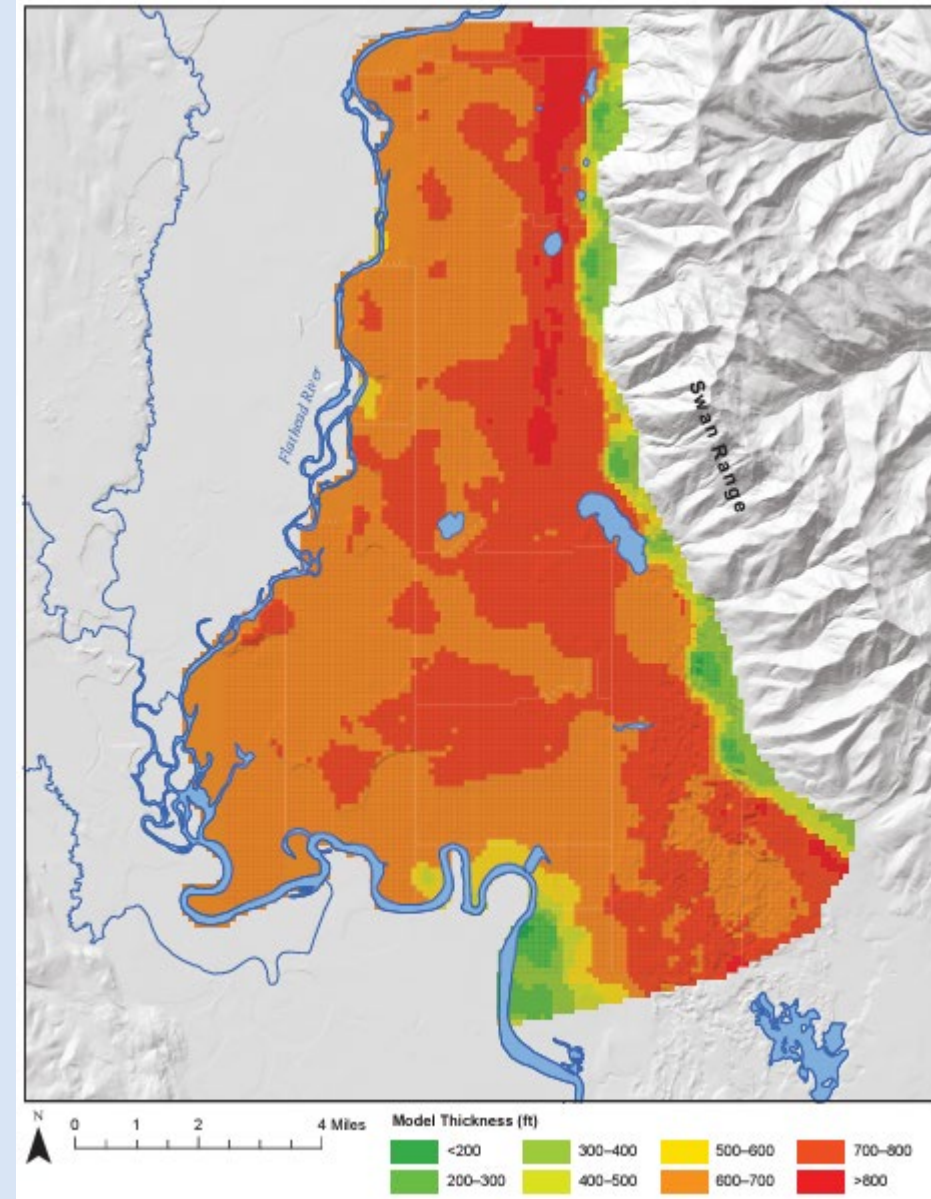 Flathead River
Swan Range
N
0 1 2 4 Miles
Model Thickness (ft)
<200 300–400 500–600 700–800
200–300 400–500 600–700 >800